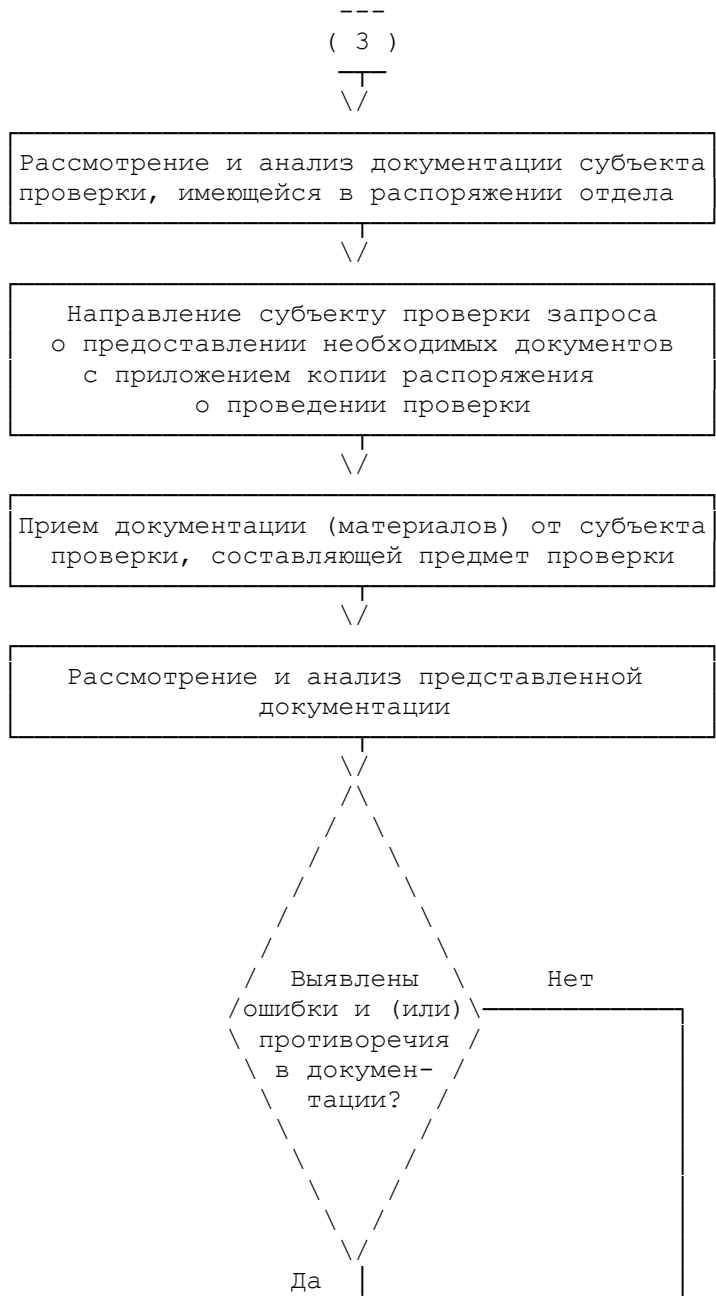 ( 3 )
Рассмотрение и анализ документации субъекта
проверки, имеющейся в распоряжении отдела
Направление субъекту проверки запроса
о предоставлении необходимых документов
с приложением копии распоряжения
о проведении проверки
Прием документации (материалов) от субъекта
проверки, составляющей предмет проверки
Рассмотрение и анализ представленной
документации
Выявлены Нет
ошибки и (или)
противоречия
в докумен-
тации?
Да